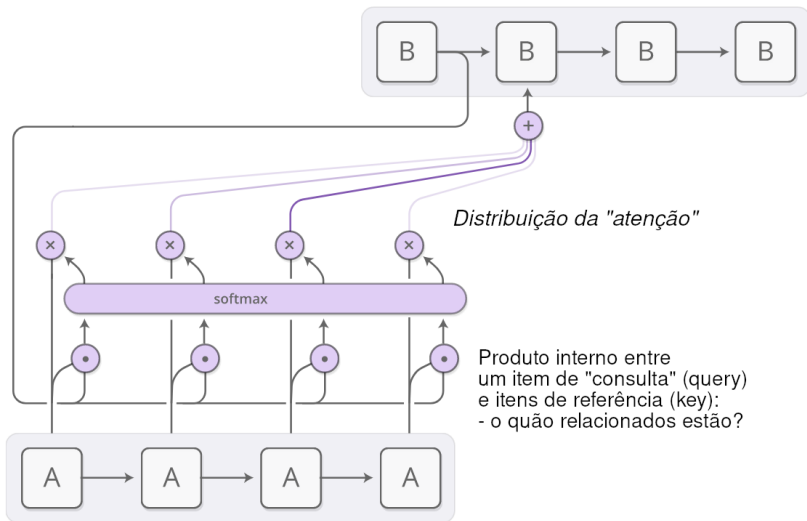 B B B B
+
Distribuição da "atenção"
× × × ×
softmax
• • • •
Produto interno entre
um item de "consulta" (query)
e itens de referência (key):
- o quão relacionados estão?
A A A A